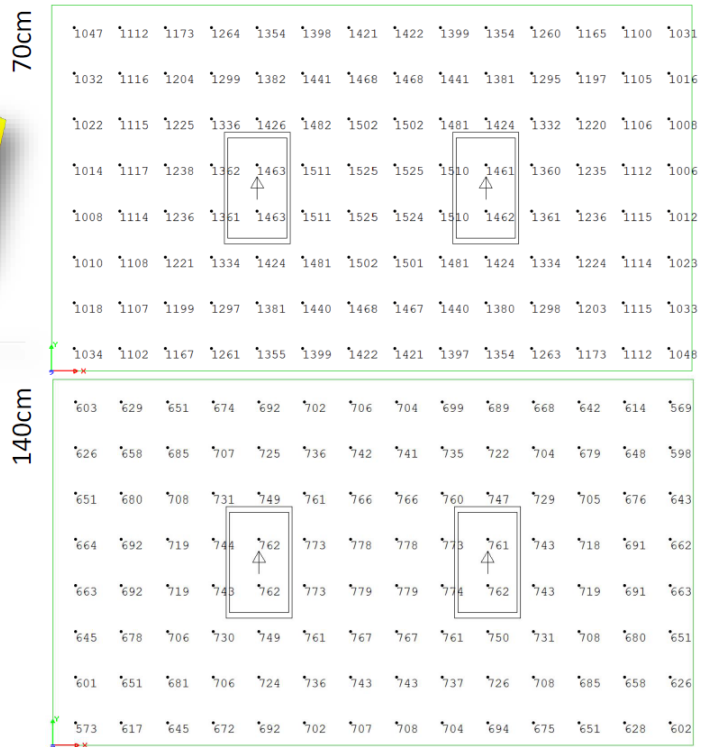 70cm
1047 1112 1173 1264 1354 1398 1421 1422 1399 1354 1260 1165 1100 1031
1032 1116 1204 1299 1382 1441 1468 1468 1441 1381 1295 1197 1105 1016
1022 1115 1225 1336 1426 1482 1502 1502 1481 1424 1332 1220 1106 1008
1014 1117 1238 1362 1463 1511 1525 1525 1510 1461 1360 1235 1112 1006
1008 1114 1236 1361 1463 1511 1525 1524 1510 1462 1361 1236 1115 1012
1010 1108 1221 1334 1424 1481 1502 1501 1481 1424 1334 1224 1114 1023
1018 1107 1199 1297 1381 1440 1468 1467 1440 1380 1298 1203 1115 1033
1034 1102 1167 1261 1355 1399 1422 1421 1397 1354 1263 1173 1112 1048
Y
X
140cm
603 629 651 674 692 702 706 704 699 689 668 642 614 569
626 658 685 707 725 736 742 741 735 722 704 679 648 598
651 680 708 731 749 761 766 766 760 747 729 705 676 643
664 692 719 744 762 773 778 778 773 761 743 718 691 662
663 692 719 743 762 773 779 779 774 762 743 719 691 663
645 678 706 730 749 761 767 767 761 750 731 708 680 651
601 651 681 706 724 736 743 743 737 726 708 685 658 626
573 617 645 672 692 702 707 708 704 694 675 651 628 602
Y
X